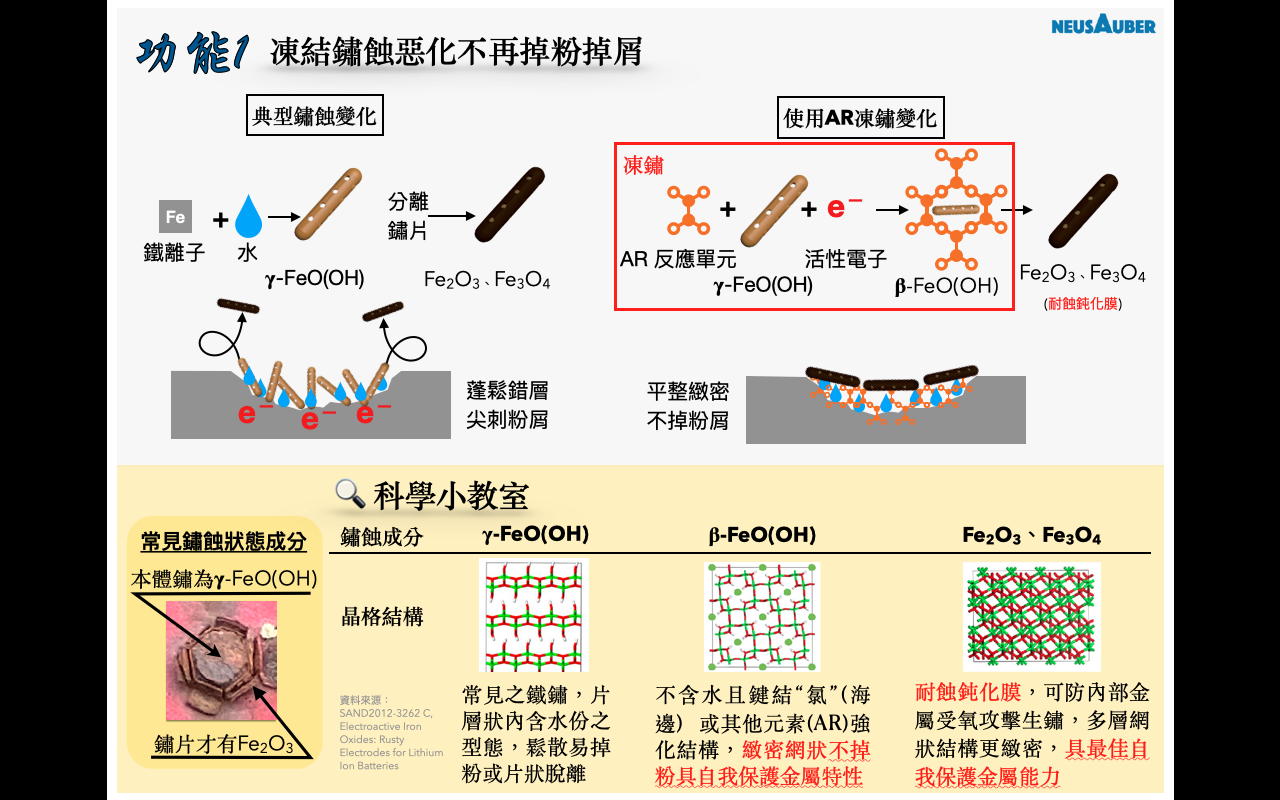 NEUSAUBER
功能1 凍結鏽蝕惡化不再掉粉掉屑
典型鏽蝕變化
Fe
+
鐵離子
水
γ-FeO(OH)
分離
鏽片
Fe₂O₃、Fe₃O₄
e⁻ e⁻ e⁻
蓬鬆錯層
尖刺粉屑
使用AR凍鏽變化
凍鏽
+ + e⁻
AR 反應單元
γ-FeO(OH)
活性電子
β-FeO(OH)
Fe₂O₃、Fe₃O₄
(耐蝕鈍化膜)
平整緻密
不掉粉屑
科學小教室
常見鏽蝕狀態成分
本體鏽為γ-FeO(OH)
鏽片才有Fe₂O₃
鏽蝕成分
γ-FeO(OH)
β-FeO(OH)
Fe₂O₃、Fe₃O₄
晶格結構
資料來源：
SAND2012-3262 C,
Electroactive Iron
Oxides: Rusty
Electrodes for Lithium
Ion Batteries
常見之鐵鏽，片
層狀內含水份之
型態，鬆散易掉
粉或片狀脫離
不含水且鍵結“氯”(海
邊) 或其他元素(AR)強
化結構，緻密網狀不掉
粉具自我保護金屬特性
耐蝕鈍化膜，可防內部金
屬受氧攻擊生鏽，多層網
狀結構更緻密，具最佳自
我保護金屬能力